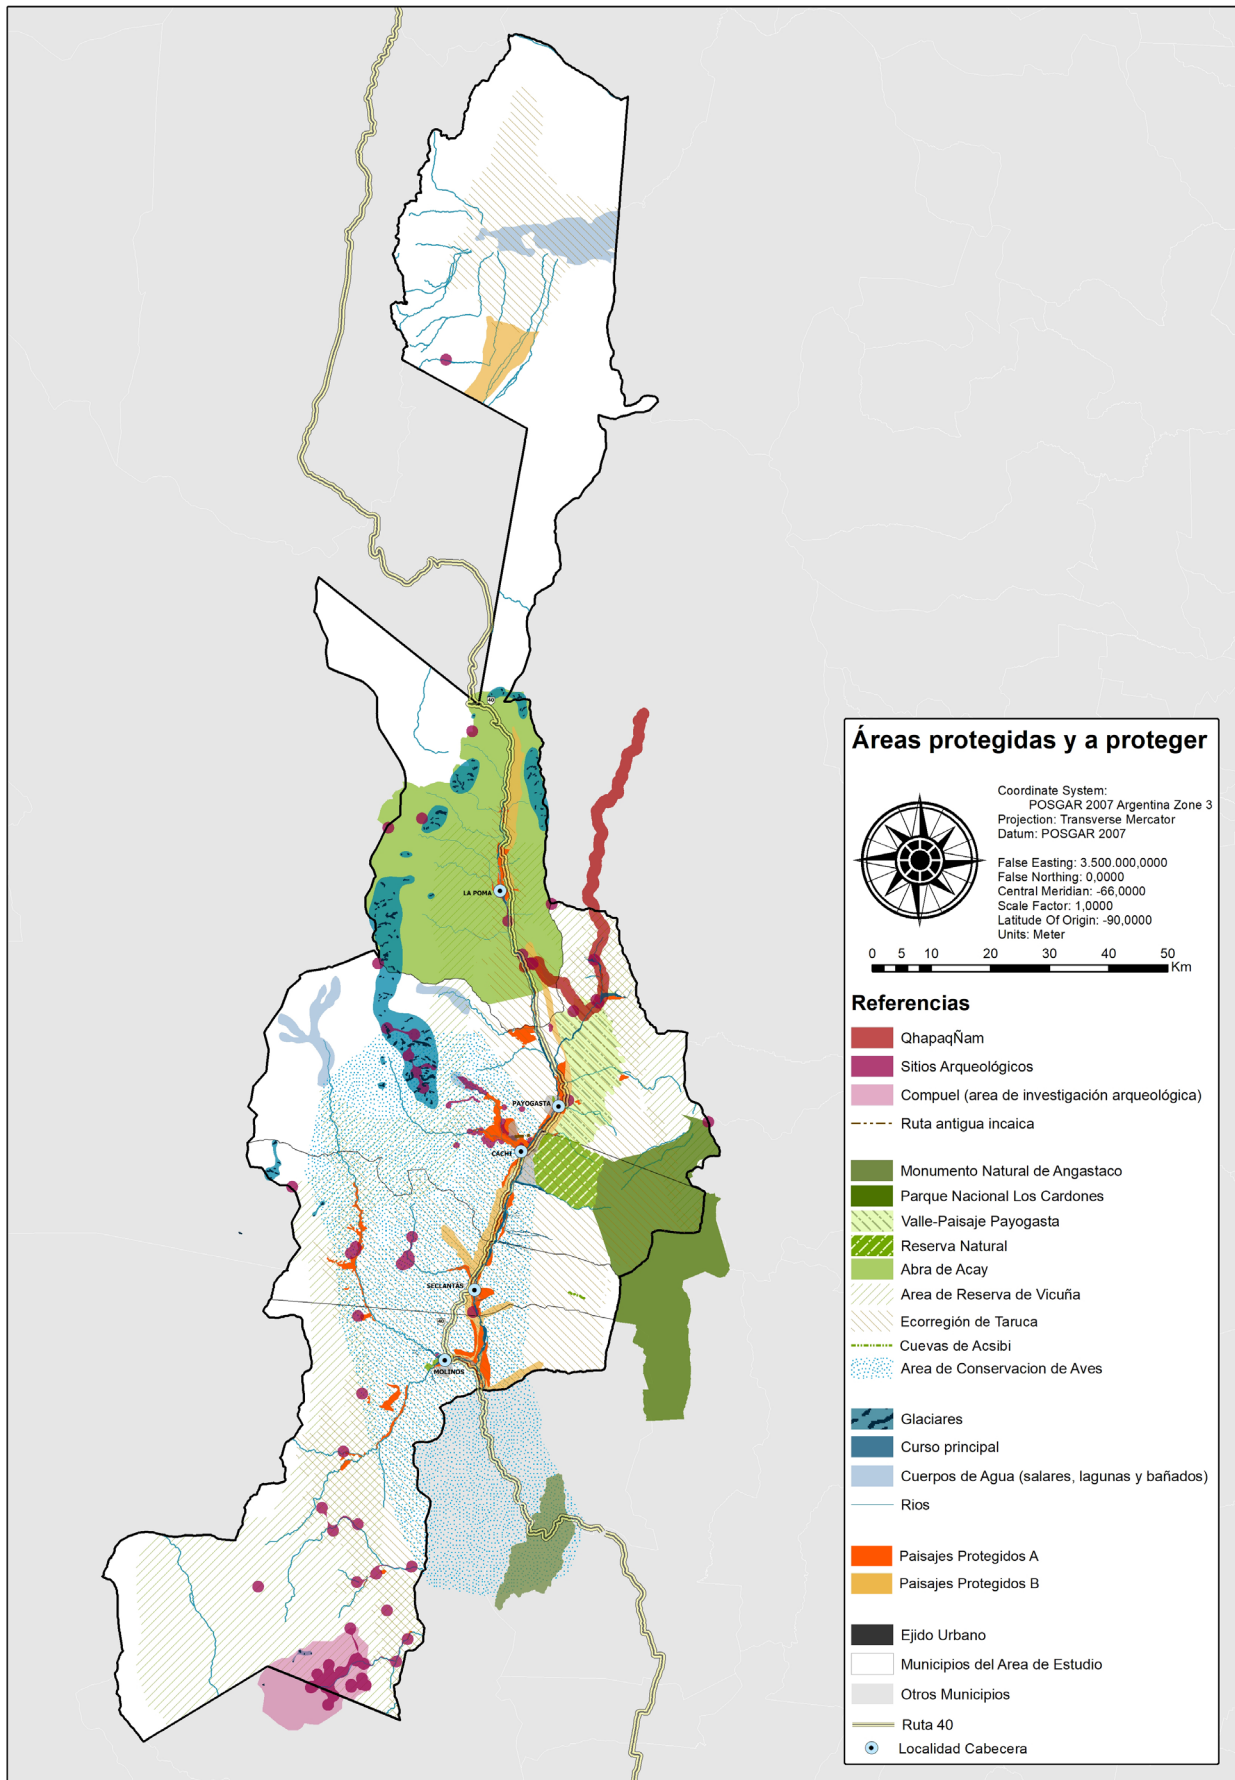 40
LA POMA
PAYOGASTA
CACHI
SECLANTÁS
40
MOLINOS
Áreas protegidas y a proteger
Coordinate System:
POSGAR 2007 Argentina Zone 3
Projection: Transverse Mercator
Datum: POSGAR 2007
False Easting: 3.500.000,0000
False Northing: 0,0000
Central Meridian: -66,0000
Scale Factor: 1,0000
Latitude Of Origin: -90,0000
Units: Meter
0 5 10 20 30 40 50
Km
Referencias
QhapaqÑam
Sitios Arqueológicos
Compuel (area de investigación arqueológica)
Ruta antigua incaica
Monumento Natural de Angastaco
Parque Nacional Los Cardones
Valle-Paisaje Payogasta
Reserva Natural
Abra de Acay
Area de Reserva de Vicuña
Ecorregión de Taruca
Cuevas de Acsibi
Area de Conservacion de Aves
Glaciares
Curso principal
Cuerpos de Agua (salares, lagunas y bañados)
Rios
Paisajes Protegidos A
Paisajes Protegidos B
Ejido Urbano
Municipios del Area de Estudio
Otros Municipios
Ruta 40
Localidad Cabecera